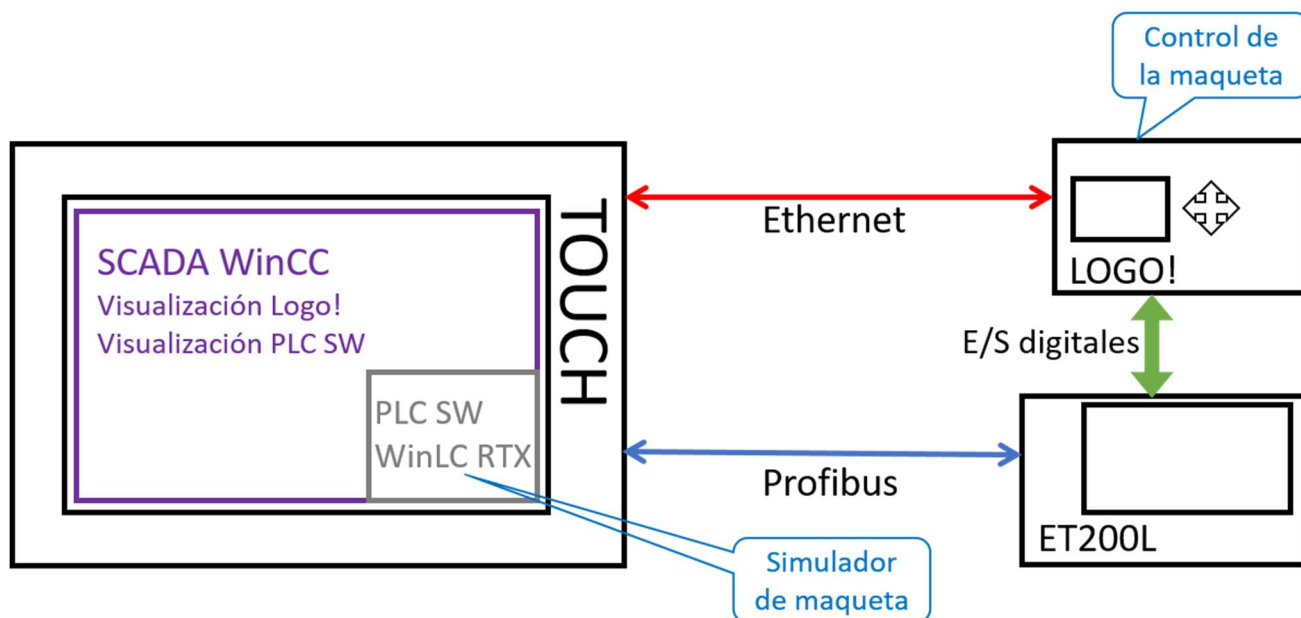 Control de
la maqueta
SCADA WinCC
Visualización Logo!
Visualización PLC SW
TOUCH
PLC SW
WinLC RTX
Ethernet
LOGO!
E/S digitales
Profibus
ET200L
Simulador
de maqueta